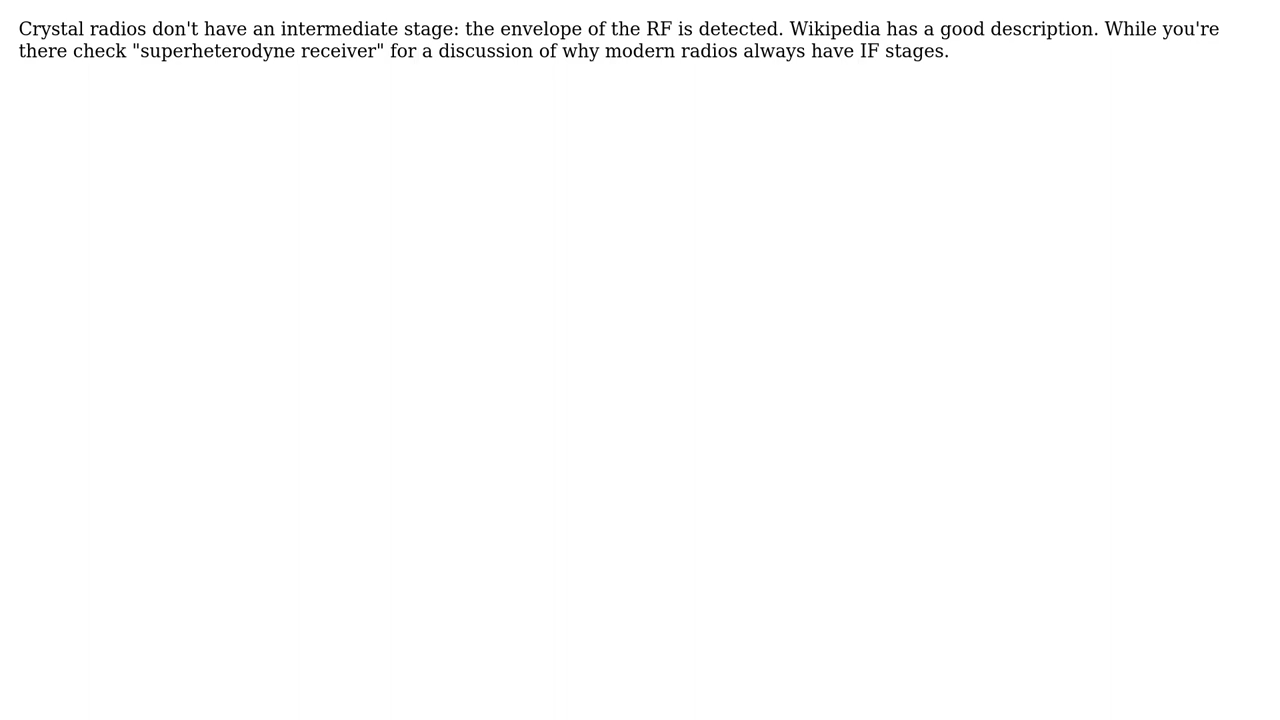 Crystal radios don't have an intermediate stage: the envelope of the RF is detected. Wikipedia has a good description. While you're
there check "superheterodyne receiver" for a discussion of why modern radios always have IF stages.